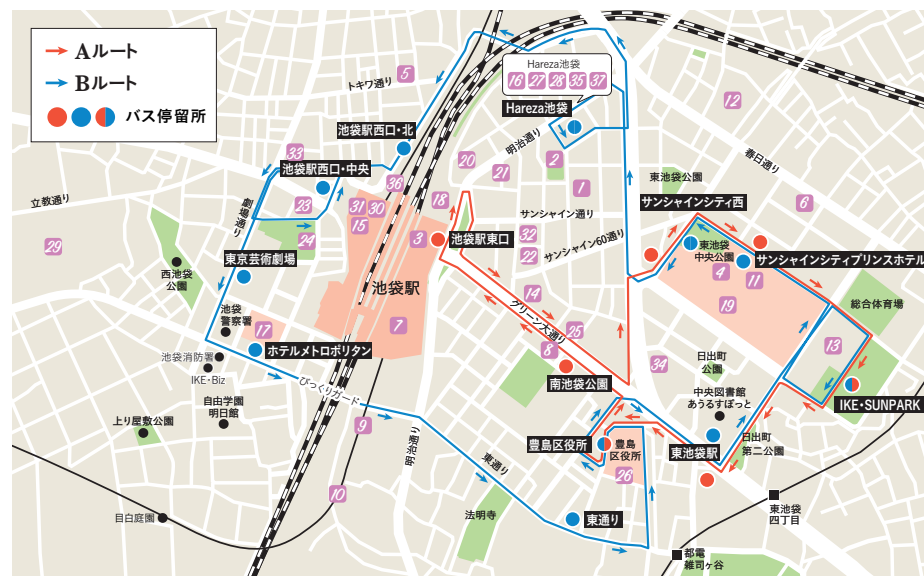 Aルート
Bルート
バス停留所
トキワ通り
5
Hareza池袋
16 27 28 35 37
Hareza池袋
12
池袋駅西口・北
明治通り
春日通り
33
池袋駅西口・中央
20
21
2
36
1
東池袋公園
立教通り
劇場通り
23
31
30
15
18
サンシャイン通り
サンシャインシティ西
6
29
24
3
池袋駅東口
32
22
サンシャイン60通り
東池袋
中央公園
サンシャインシティプリンスホテル
西池袋
公園
東京芸術劇場
池袋駅
4
11
14
19
総合体育場
池袋
警察署
17
7
グリーン大通り
25
8
13
池袋消防署
ホテルメトロポリタン
34
日出町
公園
IKE・Biz
びっくりガード
南池袋公園
中央図書館
あうるすぽっと
IKE・SUNPARK
自由学園
明日館
上り屋敷公園
9
明治通り
豊島区役所
豊島
区役所
東池袋駅
日出町
第二公園
東通り
26
10
目白庭園
法明寺
東通り
東池袋
四丁目
都電
雑司ヶ谷